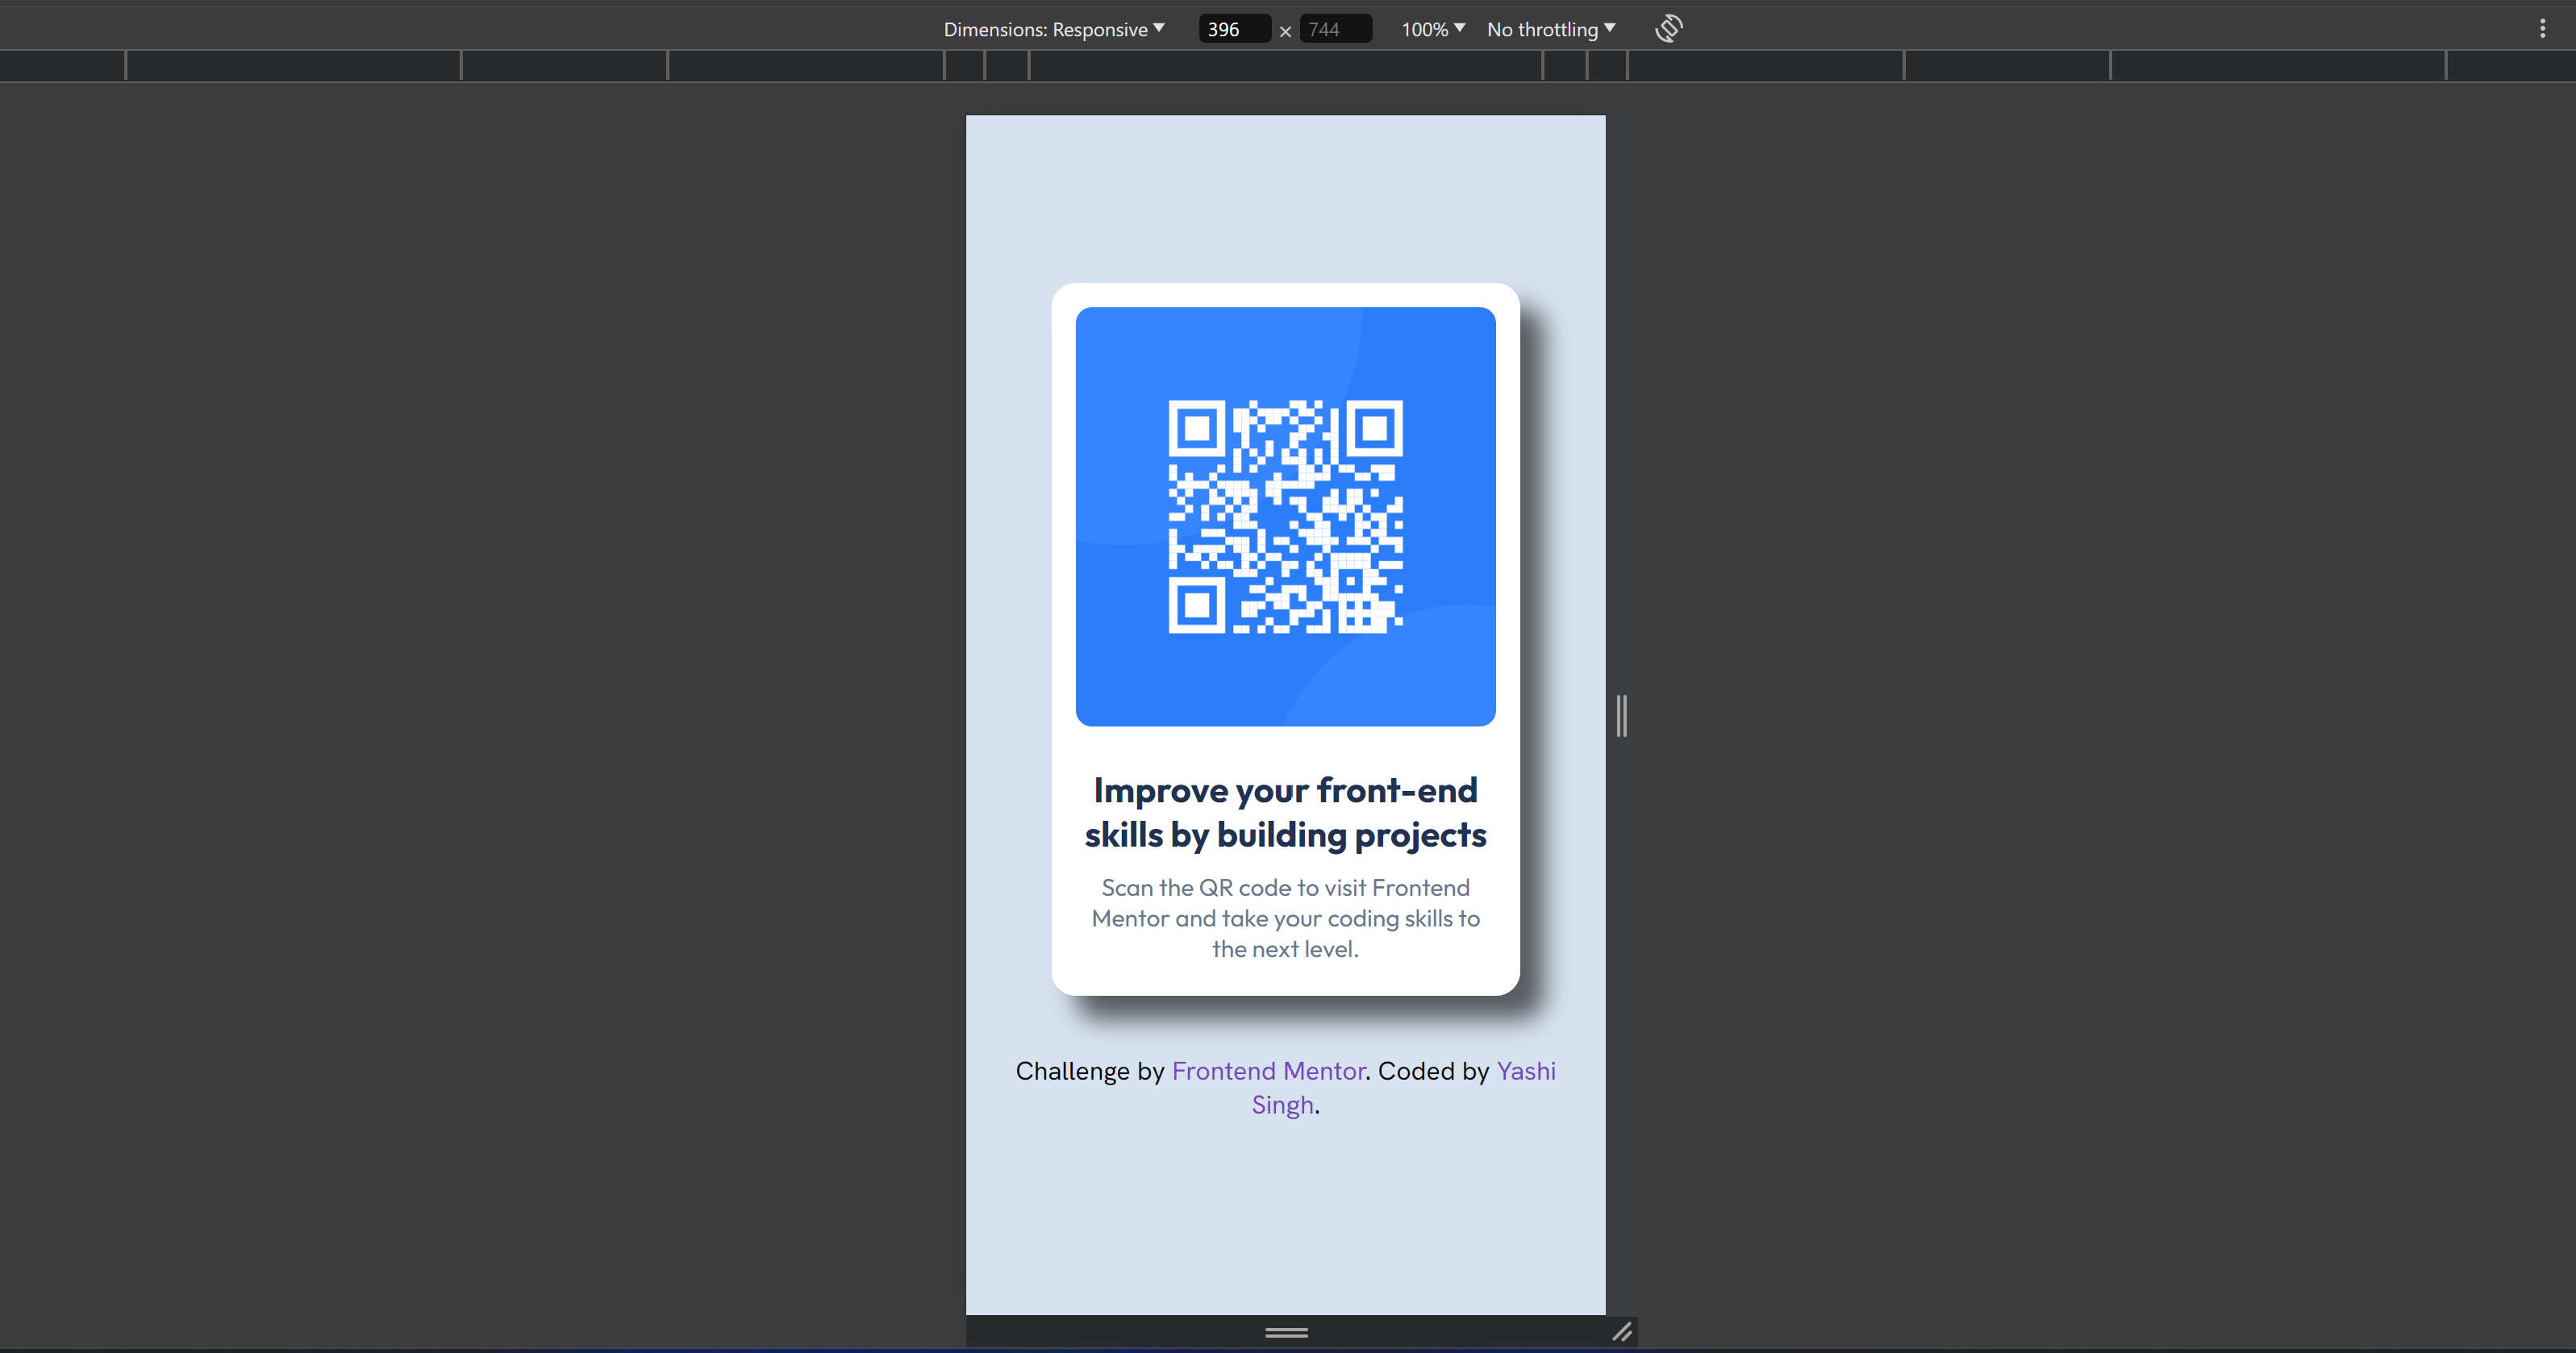 Dimensions: Responsive 396 × 744 100% No throttling
Improve your front-end
skills by building projects
Scan the QR code to visit Frontend
Mentor and take your coding skills to
the next level.
Challenge by Frontend Mentor. Coded by Yashi
Singh.